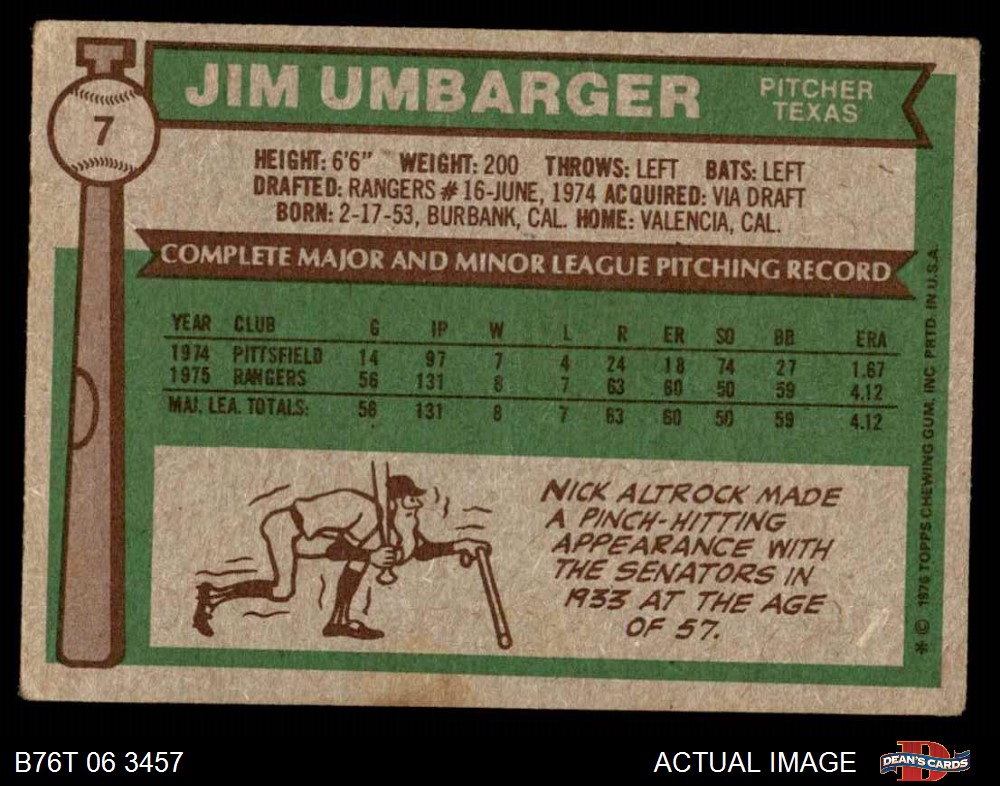 7
JIM UMBARGER
PITCHER
TEXAS
HEIGHT: 6'6" WEIGHT: 200 THROWS: LEFT BATS: LEFT
DRAFTED: RANGERS #16-JUNE, 1974 ACQUIRED: VIA DRAFT
BORN: 2-17-53, BURBANK, CAL. HOME: VALENCIA, CAL.
COMPLETE MAJOR AND MINOR LEAGUE PITCHING RECORD
YEAR CLUB G IP W L R ER SO BB ERA
1974 PITTSFIELD 14 97 7 4 24 18 74 27 1.67
1975 RANGERS 56 131 8 7 63 60 50 59 4.12
MAJ. LEA. TOTALS: 56 131 8 7 63 60 50 59 4.12
NICK ALTROCK MADE
A PINCH-HITTING
APPEARANCE WITH
THE SENATORS IN
1933 AT THE AGE
OF 57.
* © 1976 TOPPS CHEWING GUM, INC PRTD. IN U.S.A.
B76T 06 3457
ACTUAL IMAGE
D
DEAN'S CARDS